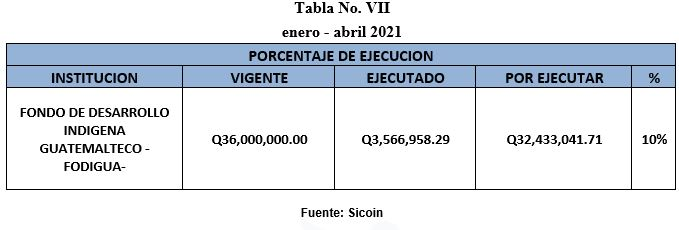 Tabla No. VII
enero - abril 2021
PORCENTAJE DE EJECUCION
INSTITUCION VIGENTE EJECUTADO POR EJECUTAR %
FONDO DE DESARROLLO
INDIGENA
GUATEMALTECO -
FODIGUA-
Q36,000,000.00 Q3,566,958.29 Q32,433,041.71 10%
Fuente: Sicoin